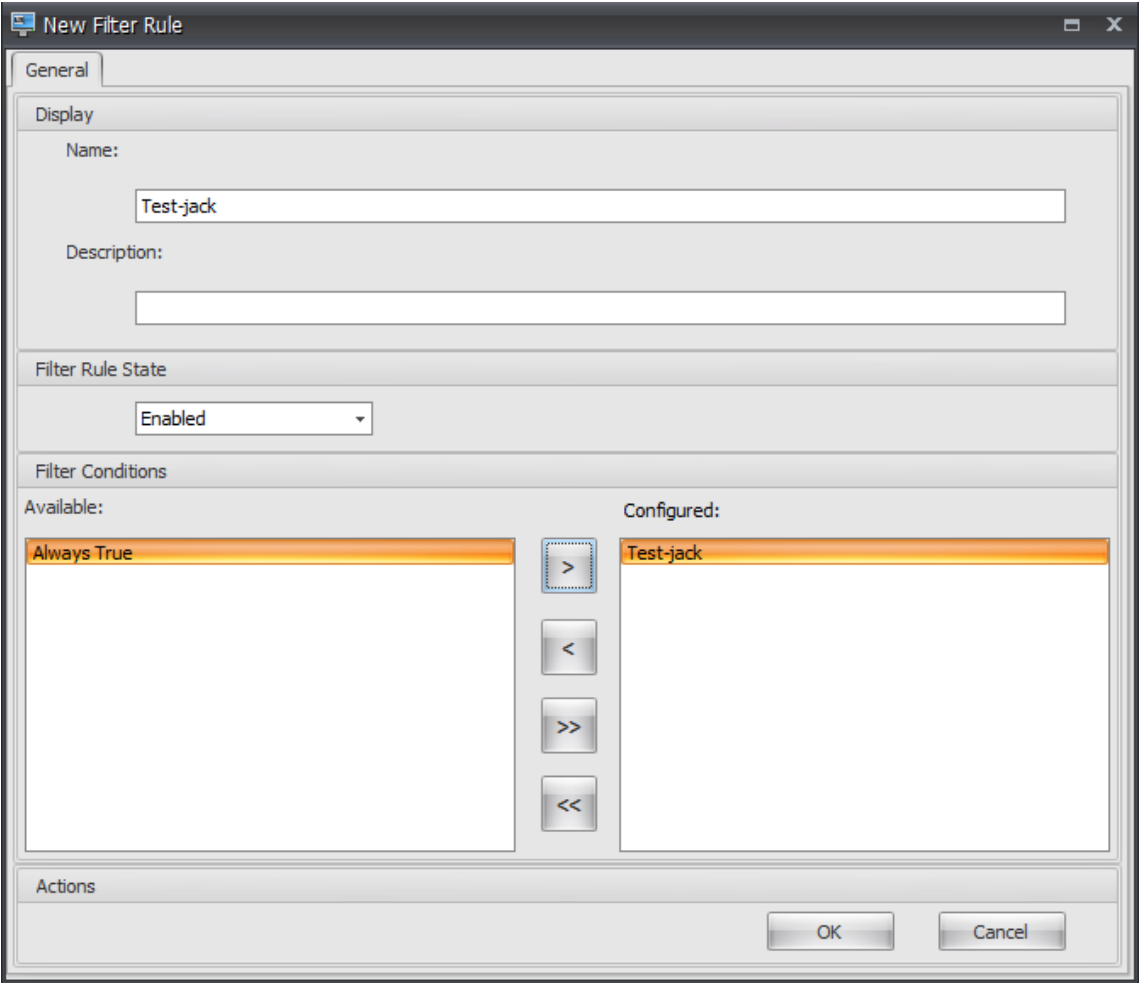 New Filter Rule
General
Display
Name:
Test-jack
Description:
Filter Rule State
Enabled
Filter Conditions
Available:
Configured:
Always True
>
Test-jack
<
>>
<<
Actions
OK
Cancel